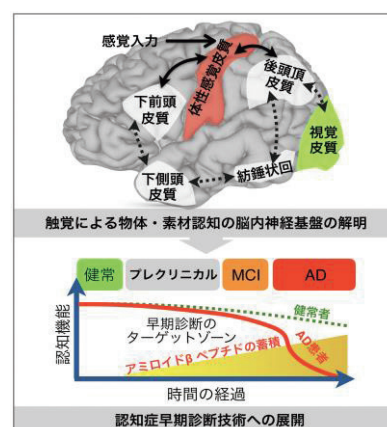 感覚入力
体性感覚皮質
後頭頂
皮質
下前頭
皮質
視覚
皮質
下側頭
皮質
紡錘状回
触覚による物体・素材認知の脳内神経基盤の解明
健常
プレクリニカル
MCI
AD
認知機能
健常者
早期診断の
ターゲットゾーン
アミロイドβ ペプチドの蓄積
AD患者
時間の経過
認知症早期診断技術への展開